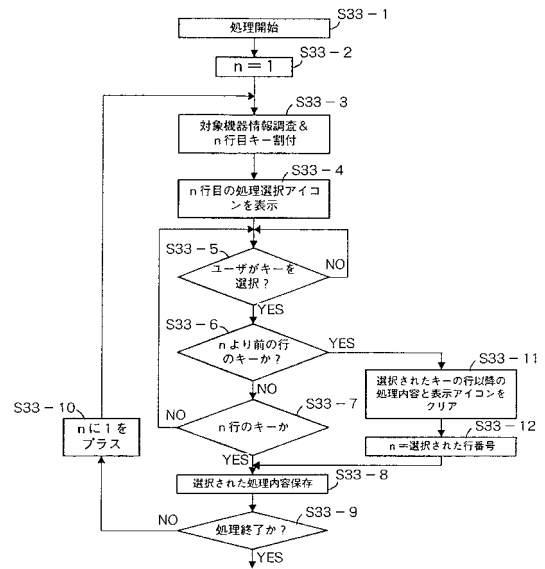 S33-1
処理開始
S33-2
n=1
S33-3
対象機器情報調査&
n行目キー割付
S33-4
n行目の処理選択アイコ
ンを表示
S33-5
ユーザがキーを
選択?
NO
YES
S33-6
nより前の行
のキーか?
YES
NO
S33-11
選択されたキーの行以降の
処理内容と表示アイコンを
クリア
S33-12
n=選択された行番号
S33-7
n行のキーか
NO
YES
S33-8
選択された処理内容保存
S33-9
処理終了か?
NO
YES
S33-10
nに1を
プラス